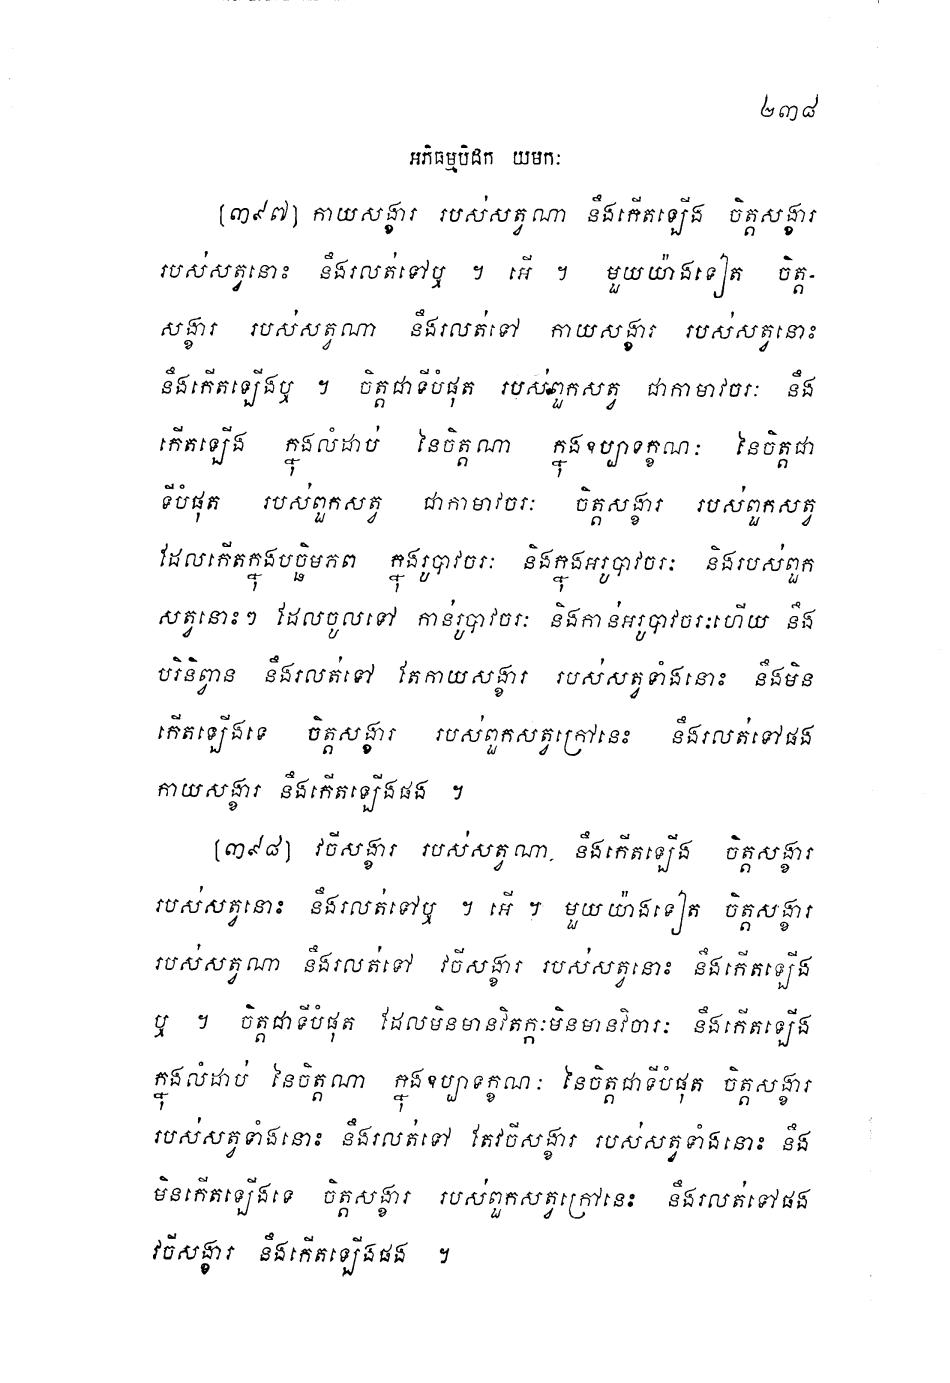 ២៣៨
អភិធម្មបិដក យមកៈ
[៣៩៧] កាយសង្ខារ របស់សត្វណា នឹងកើតឡើង ចិត្តសង្ខារ
របស់សត្វនោះ នឹងរលត់ទៅឬ ។ អើ ។ មួយយ៉ាងទៀត ចិត្ត-
សង្ខារ របស់សត្វណា នឹងរលត់ទៅ កាយសង្ខារ របស់សត្វនោះ
នឹងកើតឡើងឬ ។ ចិត្តជាទីបំផុត របស់ពួកសត្វ ជាកាមាវចរៈ នឹង
កើតឡើង ក្នុងលំដាប់ នៃចិត្តណា ក្នុងឧប្បាទក្ខណៈ នៃចិត្តជា
ទីបំផុត របស់ពួកសត្វ ជាកាមាវចរៈ ចិត្តសង្ខារ របស់ពួកសត្វ
ដែលកើតក្នុងបច្ឆិមភព ក្នុងរូបាវចរៈ និងក្នុងអរូបាវចរៈ និងរបស់ពួក
សត្វនោះៗ ដែលចូលទៅ កាន់រូបាវចរៈ និងកាន់អរូបាវចរៈហើយ នឹង
បរិនិព្វាន នឹងរលត់ទៅ តែកាយសង្ខារ របស់សត្វទាំងនោះ នឹងមិន
កើតឡើងទេ ចិត្តសង្ខារ របស់ពួកសត្វក្រៅនេះ នឹងរលត់ទៅផង
កាយសង្ខារ នឹងកើតឡើងផង ។
[៣៩៨] វចីសង្ខារ របស់សត្វណា នឹងកើតឡើង ចិត្តសង្ខារ
របស់សត្វនោះ នឹងរលត់ទៅឬ ។ អើ ។ មួយយ៉ាងទៀត ចិត្តសង្ខារ
របស់សត្វណា នឹងរលត់ទៅ វចីសង្ខារ របស់សត្វនោះ នឹងកើតឡើង
ឬ ។ ចិត្តជាទីបំផុត ដែលមិនមានវិតក្កៈមិនមានវិចារៈ នឹងកើតឡើង
ក្នុងលំដាប់ នៃចិត្តណា ក្នុងឧប្បាទក្ខណៈ នៃចិត្តជាទីបំផុត ចិត្តសង្ខារ
របស់សត្វទាំងនោះ នឹងរលត់ទៅ តែវចីសង្ខារ របស់សត្វទាំងនោះ នឹង
មិនកើតឡើងទេ ចិត្តសង្ខារ របស់ពួកសត្វក្រៅនេះ នឹងរលត់ទៅផង
វចីសង្ខារ នឹងកើតឡើងផង ។